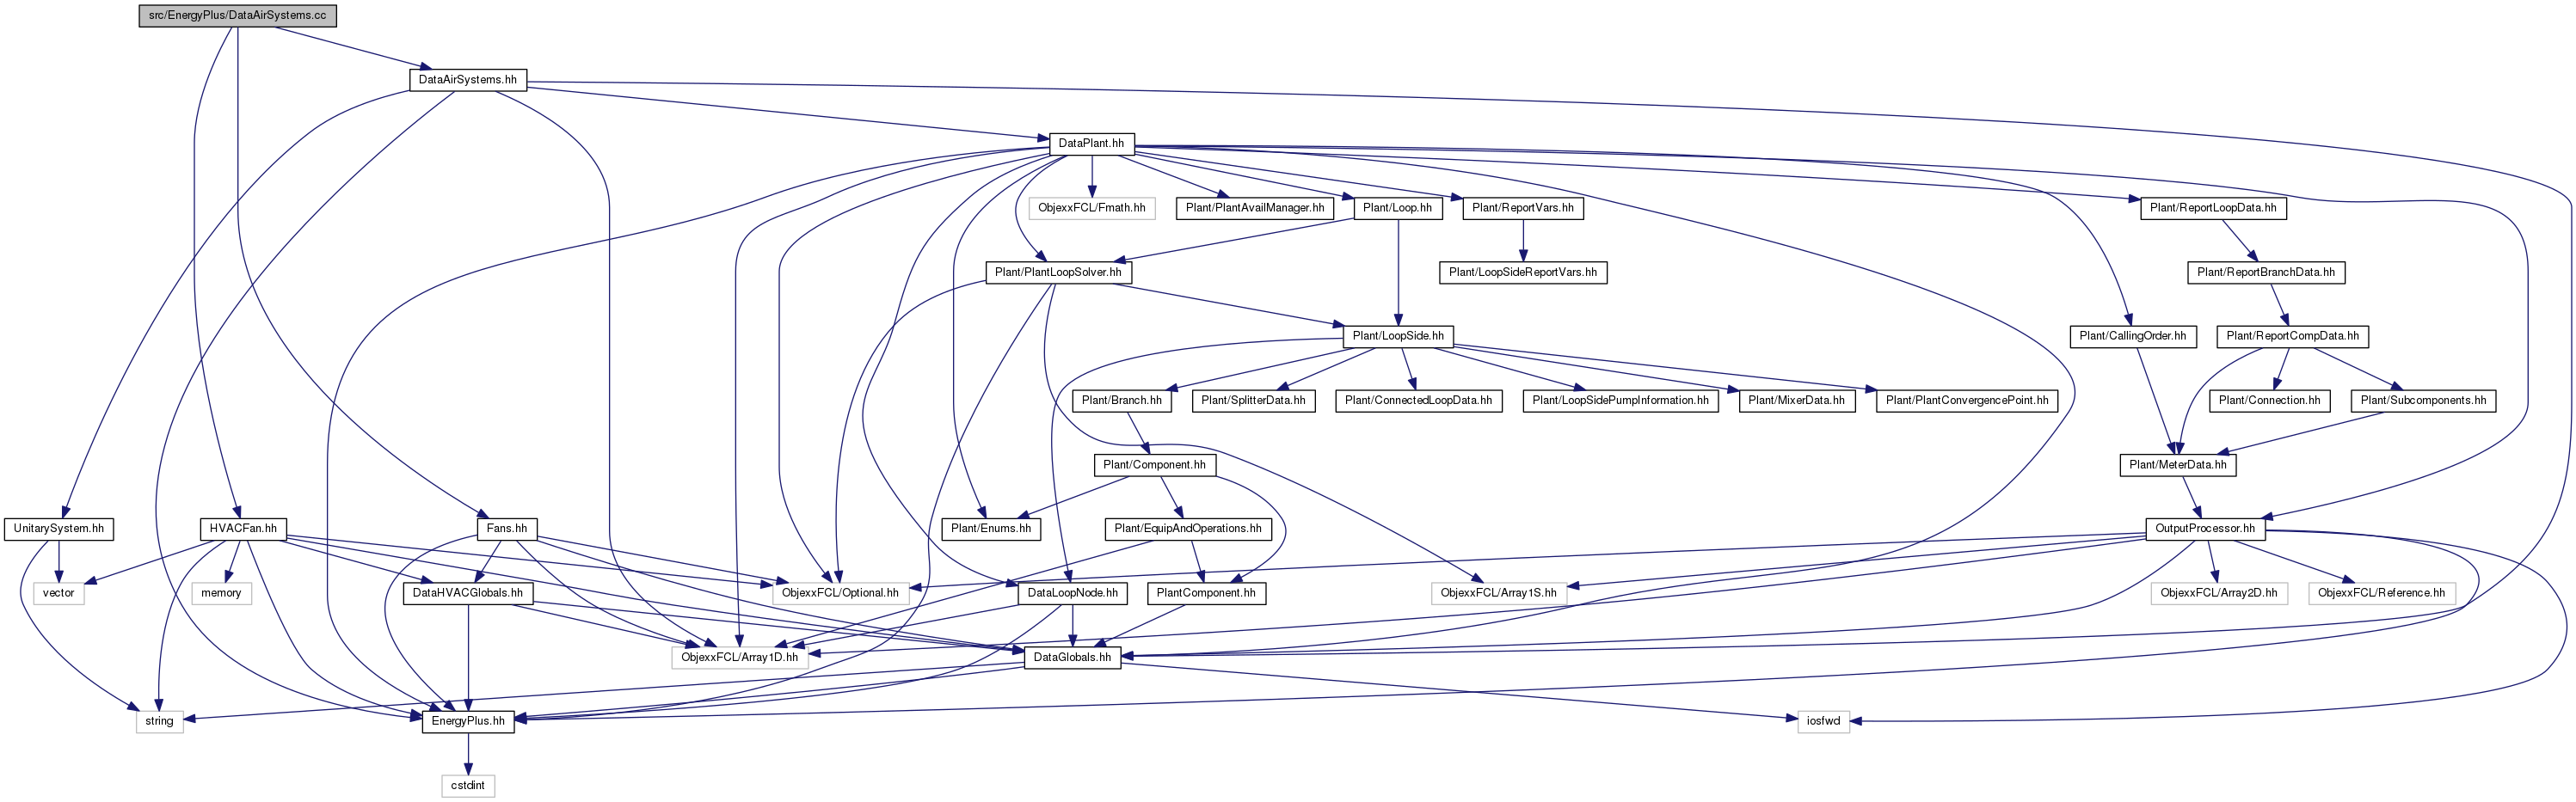 src/EnergyPlus/DataAirSystems.cc
DataAirSystems.hh
DataPlant.hh
ObjexxFCL/Fmath.hh
Plant/PlantAvailManager.hh
Plant/Loop.hh
Plant/ReportVars.hh
Plant/ReportLoopData.hh
Plant/PlantLoopSolver.hh
Plant/LoopSideReportVars.hh
Plant/ReportBranchData.hh
Plant/LoopSide.hh
Plant/CallingOrder.hh
Plant/ReportCompData.hh
Plant/Branch.hh
Plant/SplitterData.hh
Plant/ConnectedLoopData.hh
Plant/LoopSidePumpInformation.hh
Plant/MixerData.hh
Plant/PlantConvergencePoint.hh
Plant/Connection.hh
Plant/Subcomponents.hh
Plant/Component.hh
Plant/MeterData.hh
UnitarySystem.hh
HVACFan.hh
Fans.hh
Plant/Enums.hh
Plant/EquipAndOperations.hh
OutputProcessor.hh
vector
memory
DataHVACGlobals.hh
ObjexxFCL/Optional.hh
DataLoopNode.hh
PlantComponent.hh
ObjexxFCL/Array1S.hh
ObjexxFCL/Array2D.hh
ObjexxFCL/Reference.hh
ObjexxFCL/Array1D.hh
DataGlobals.hh
string
EnergyPlus.hh
iosfwd
cstdint